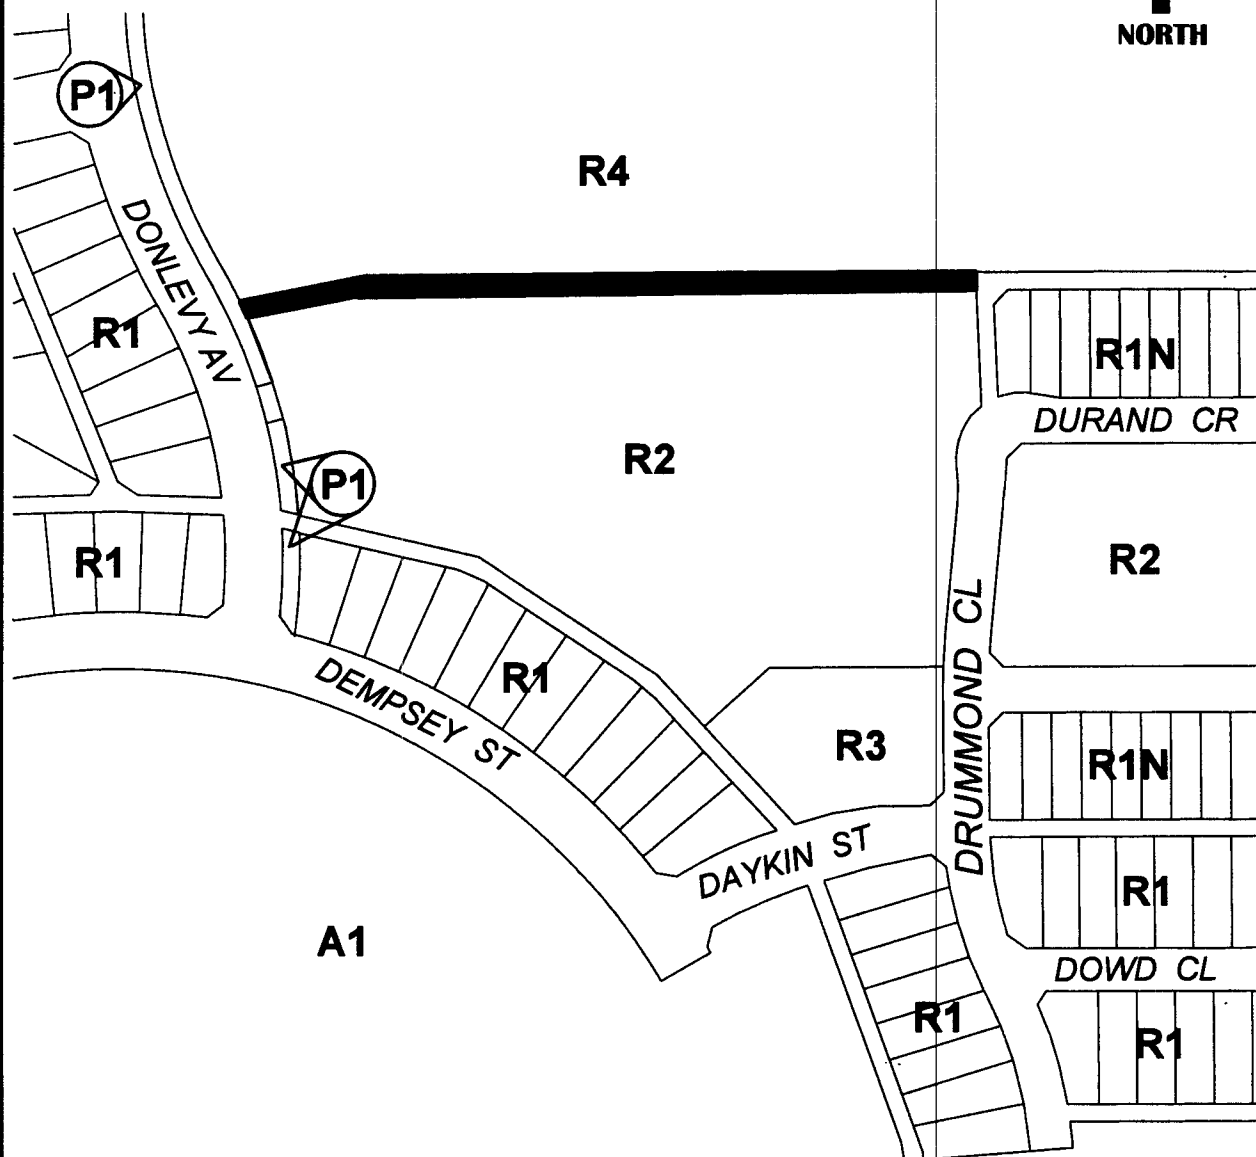 NORTH
P1
R4
DONLEVY AV
R1
R1N
DURAND CR
R2
P1
R1
R2
DRUMMOND CL
R1
DEMPSEY ST
R3
R1N
DAYKIN ST
R1
A1
DOWD CL
R1
R1